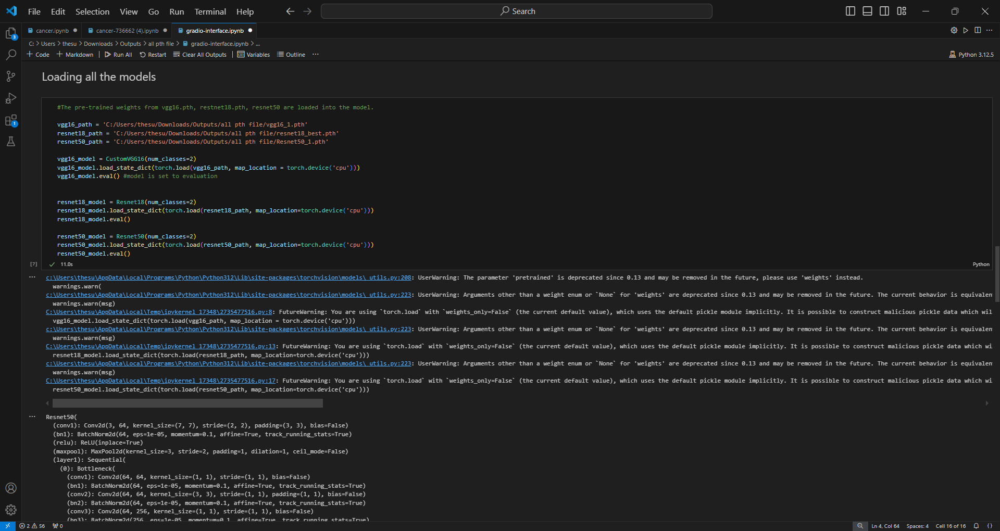 File Edit Selection View Go Run Terminal Help
Search
cancer.ipynb cancer-736662 (4).ipynb gradio-interface.ipynb
C: > Users > thesu > Downloads > Outputs > all pth file > gradio-interface.ipynb > ...
+ Code + Markdown | Run All Restart Clear All Outputs | Variables Outline ...
Python 3.12.5
Loading all the models
#The pre-trained weights from vgg16.pth, restnet18.pth, resnet50 are loaded into the model.
vgg16_path = 'C:/Users/thesu/Downloads/Outputs/all pth file/vgg16_1.pth'
resnet18_path = 'C:/Users/thesu/Downloads/Outputs/all pth file/resnet18_best.pth'
resnet50_path = 'C:/Users/thesu/Downloads/Outputs/all pth file/Resnet50_1.pth'
vgg16_model = CustomVGG16(num_classes=2)
vgg16_model.load_state_dict(torch.load(vgg16_path, map_location = torch.device('cpu')))
vgg16_model.eval() #model is set to evaluation
resnet18_model = Resnet18(num_classes=2)
resnet18_model.load_state_dict(torch.load(resnet18_path, map_location=torch.device('cpu')))
resnet18_model.eval()
resnet50_model = Resnet50(num_classes=2)
resnet50_model.load_state_dict(torch.load(resnet50_path, map_location=torch.device('cpu')))
resnet50_model.eval()
[7] 11.0s
Python
c:\Users\thesu\AppData\Local\Programs\Python\Python312\Lib\site-packages\torchvision\models\_utils.py:208: UserWarning: The parameter 'pretrained' is deprecated since 0.13 and may be removed in the future, please use 'weights' instead.
warnings.warn(
c:\Users\thesu\AppData\Local\Programs\Python\Python312\Lib\site-packages\torchvision\models\_utils.py:223: UserWarning: Arguments other than a weight enum or `None` for 'weights' are deprecated since 0.13 and may be removed in the future. The current behavior is equivalen
warnings.warn(msg)
C:\Users\thesu\AppData\Local\Temp\ipykernel_17348\2735477516.py:8: FutureWarning: You are using `torch.load` with `weights_only=False` (the current default value), which uses the default pickle module implicitly. It is possible to construct malicious pickle data which wil
vgg16_model.load_state_dict(torch.load(vgg16_path, map_location = torch.device('cpu')))
c:\Users\thesu\AppData\Local\Programs\Python\Python312\Lib\site-packages\torchvision\models\_utils.py:223: UserWarning: Arguments other than a weight enum or `None` for 'weights' are deprecated since 0.13 and may be removed in the future. The current behavior is equivalen
warnings.warn(msg)
C:\Users\thesu\AppData\Local\Temp\ipykernel_17348\2735477516.py:13: FutureWarning: You are using `torch.load` with `weights_only=False` (the current default value), which uses the default pickle module implicitly. It is possible to construct malicious pickle data which wi
resnet18_model.load_state_dict(torch.load(resnet18_path, map_location=torch.device('cpu')))
c:\Users\thesu\AppData\Local\Programs\Python\Python312\Lib\site-packages\torchvision\models\_utils.py:223: UserWarning: Arguments other than a weight enum or `None` for 'weights' are deprecated since 0.13 and may be removed in the future. The current behavior is equivalen
warnings.warn(msg)
C:\Users\thesu\AppData\Local\Temp\ipykernel_17348\2735477516.py:17: FutureWarning: You are using `torch.load` with `weights_only=False` (the current default value), which uses the default pickle module implicitly. It is possible to construct malicious pickle data which wi
resnet50_model.load_state_dict(torch.load(resnet50_path, map_location=torch.device('cpu')))
Resnet50(
(conv1): Conv2d(3, 64, kernel_size=(7, 7), stride=(2, 2), padding=(3, 3), bias=False)
(bn1): BatchNorm2d(64, eps=1e-05, momentum=0.1, affine=True, track_running_stats=True)
(relu): ReLU(inplace=True)
(maxpool): MaxPool2d(kernel_size=3, stride=2, padding=1, dilation=1, ceil_mode=False)
(layer1): Sequential(
(0): Bottleneck(
(conv1): Conv2d(64, 64, kernel_size=(1, 1), stride=(1, 1), bias=False)
(bn1): BatchNorm2d(64, eps=1e-05, momentum=0.1, affine=True, track_running_stats=True)
(conv2): Conv2d(64, 64, kernel_size=(3, 3), stride=(1, 1), padding=(1, 1), bias=False)
(bn2): BatchNorm2d(64, eps=1e-05, momentum=0.1, affine=True, track_running_stats=True)
(conv3): Conv2d(64, 256, kernel_size=(1, 1), stride=(1, 1), bias=False)
(bn3): BatchNorm2d(256, eps=1e-05, momentum=0.1, affine=True, track_running_stats=True)
2 56 0
Ln 4, Col 64 Spaces: 4 Cell 16 of 16